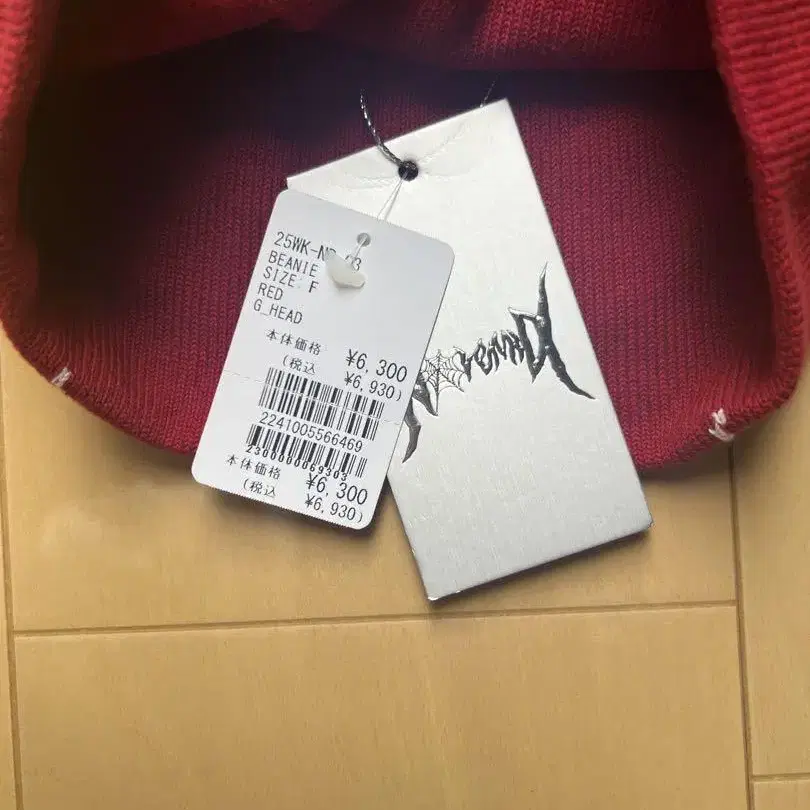 25WK-N
BEANIE
SIZE: F
RED
G_HEAD
本体価格 ¥6,300
(税込 ¥6,930)
2241005566469
2300000069303
本体価格 ¥6,300
(税込 ¥6,930)